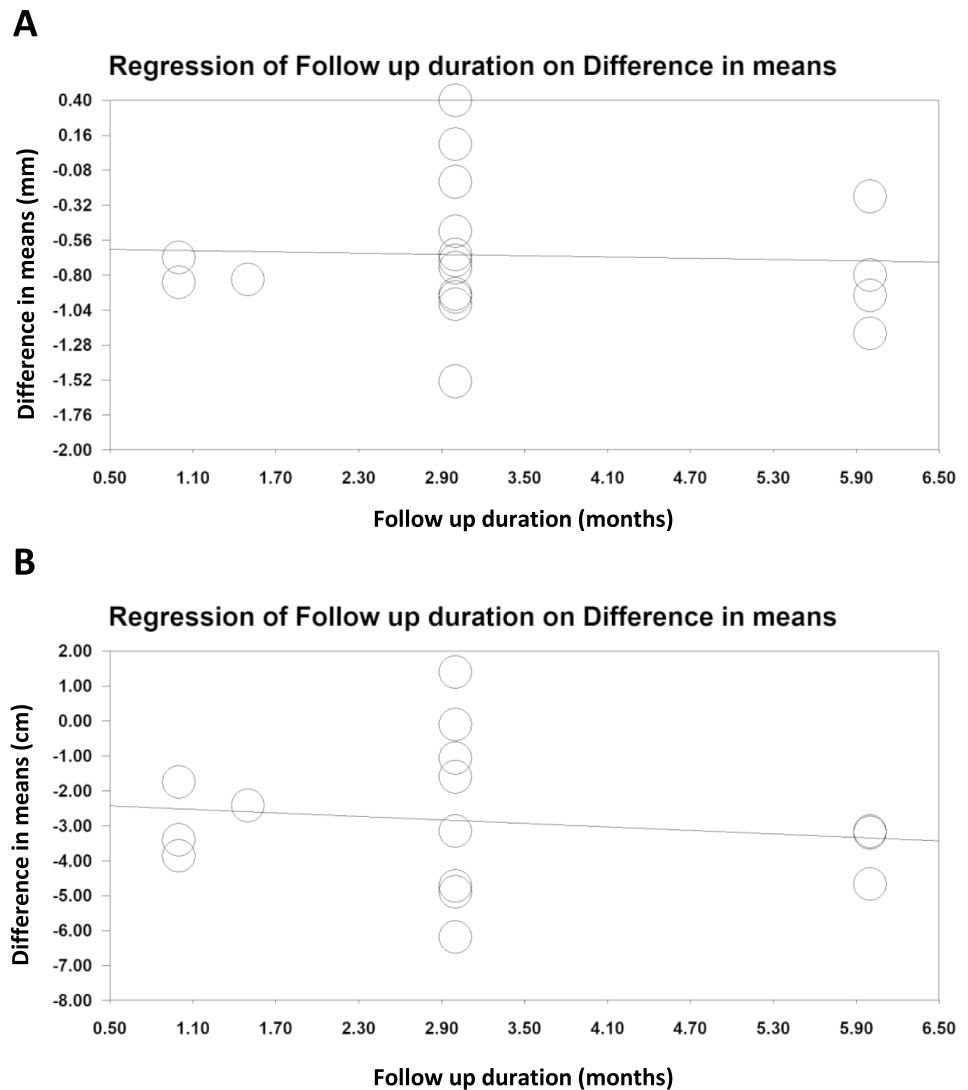 A
Regression of Follow up duration on Difference in means
Difference in means (mm)
0.40
0.16
-0.08
-0.32
-0.56
-0.80
-1.04
-1.28
-1.52
-1.76
-2.00
0.50 1.10 1.70 2.30 2.90 3.50 4.10 4.70 5.30 5.90 6.50
Follow up duration (months)
B
Regression of Follow up duration on Difference in means
Difference in means (cm)
2.00
1.00
0.00
-1.00
-2.00
-3.00
-4.00
-5.00
-6.00
-7.00
-8.00
0.50 1.10 1.70 2.30 2.90 3.50 4.10 4.70 5.30 5.90 6.50
Follow up duration (months)